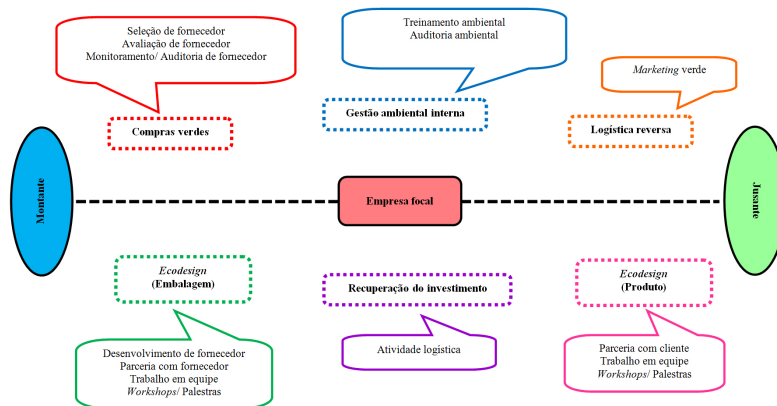 Seleção de fornecedor
Avaliação de fornecedor
Monitoramento/ Auditoria de fornecedor
Treinamento ambiental
Auditoria ambiental
Marketing verde
Compras verdes
Gestão ambiental interna
Logística reversa
Montante
Empresa focal
Jusante
Ecodesign
(Embalagem)
Recuperação do investimento
Ecodesign
(Produto)
Desenvolvimento de fornecedor
Parceria com fornecedor
Trabalho em equipe
Workshops/ Palestras
Atividade logística
Parceria com cliente
Trabalho em equipe
Workshops/ Palestras